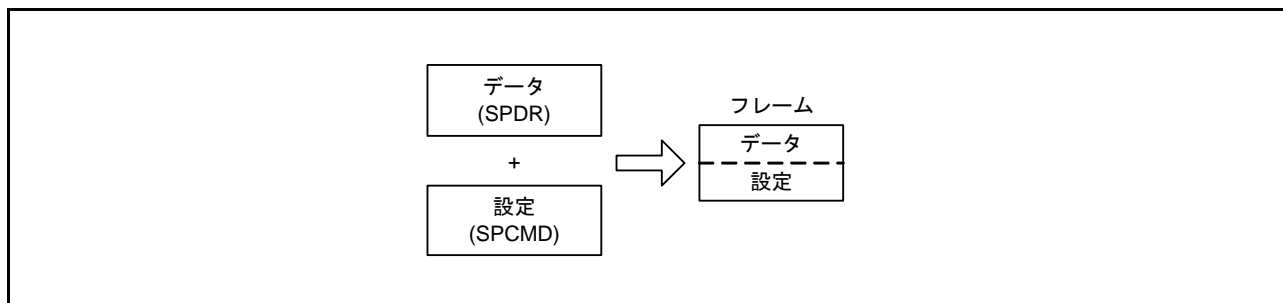 データ
(SPDR)
+
設定
(SPCMD)
フレーム
データ
設定